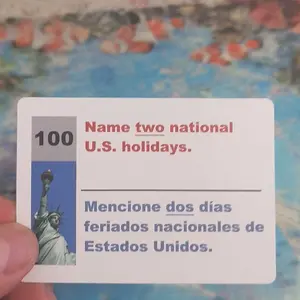 100
Name two national
U.S. holidays.
Mencione dos días
feriados nacionales de
Estados Unidos.